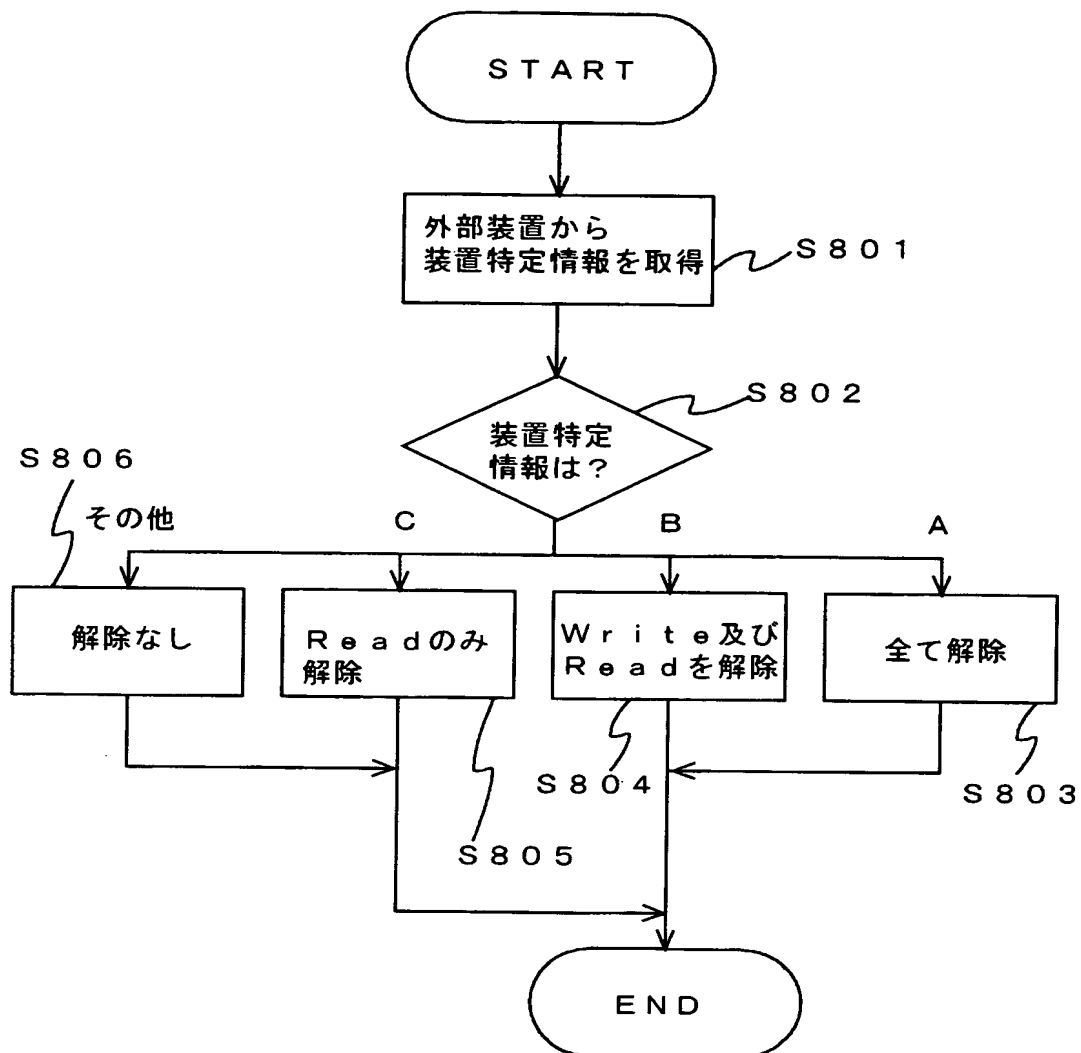 ＳＴＡＲＴ
外部装置から
装置特定情報を取得
Ｓ８０１
Ｓ８０２
装置特定
情報は？
Ｓ８０６
その他
Ｃ
Ｂ
Ａ
解除なし
Ｒｅａｄのみ
解除
Ｗｒｉｔｅ及び
Ｒｅａｄを解除
全て解除
Ｓ８０４
Ｓ８０３
Ｓ８０５
ＥＮＤ